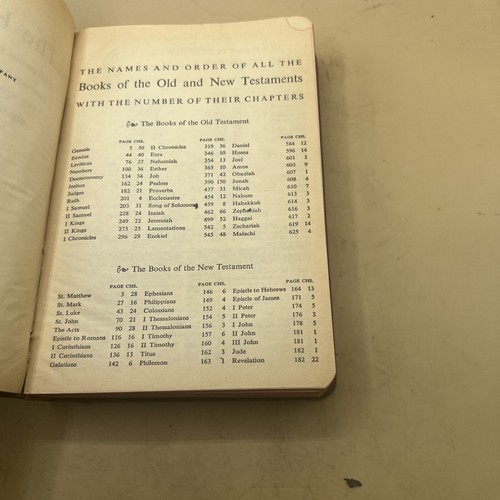 PANY
THE NAMES AND ORDER OF ALL THE
Books of the Old and New Testaments
WITH THE NUMBER OF THEIR CHAPTERS
The Books of the Old Testament
PAGE CHS. PAGE CHS. PAGE CHS.
Genesis 5 50 II Chronicles 319 36 Daniel 584 12
Exodus 44 40 Ezra 346 10 Hosea 596 14
Leviticus 76 27 Nehemiah 354 13 Joel 601 3
Numbers 100 36 Esther 365 10 Amos 603 9
Deuteronomy 134 34 Job 371 42 Obadiah 607 1
Joshua 162 24 Psalms 390 150 Jonah 608 4
Judges 182 21 Proverbs 437 31 Micah 610 7
Ruth 201 4 Ecclesiastes 454 12 Nahum 613 3
I Samuel 203 31 Song of Solomon 459 8 Habakkuk 614 3
II Samuel 228 24 Isaiah 462 66 Zephaniah 616 3
I Kings 249 22 Jeremiah 499 52 Haggai 617 2
II Kings 273 25 Lamentations 542 5 Zechariah 619 14
I Chronicles 296 29 Ezekiel 545 48 Malachi 625 4
The Books of the New Testament
PAGE CHS. PAGE CHS. PAGE CHS.
St. Matthew 3 28 Ephesians 146 6 Epistle to Hebrews 164 13
St. Mark 27 16 Philippians 149 4 Epistle of James 171 5
St. Luke 43 24 Colossians 152 4 I Peter 174 5
St. John 70 21 I Thessalonians 154 5 II Peter 176 3
The Acts 90 28 II Thessalonians 156 3 I John 178 5
Epistle to Romans 116 16 I Timothy 157 6 II John 181 1
I Corinthians 126 16 II Timothy 160 4 III John 181 1
II Corinthians 136 13 Titus 162 3 Jude 182 1
Galatians 142 6 Philemon 163 1 Revelation 182 22